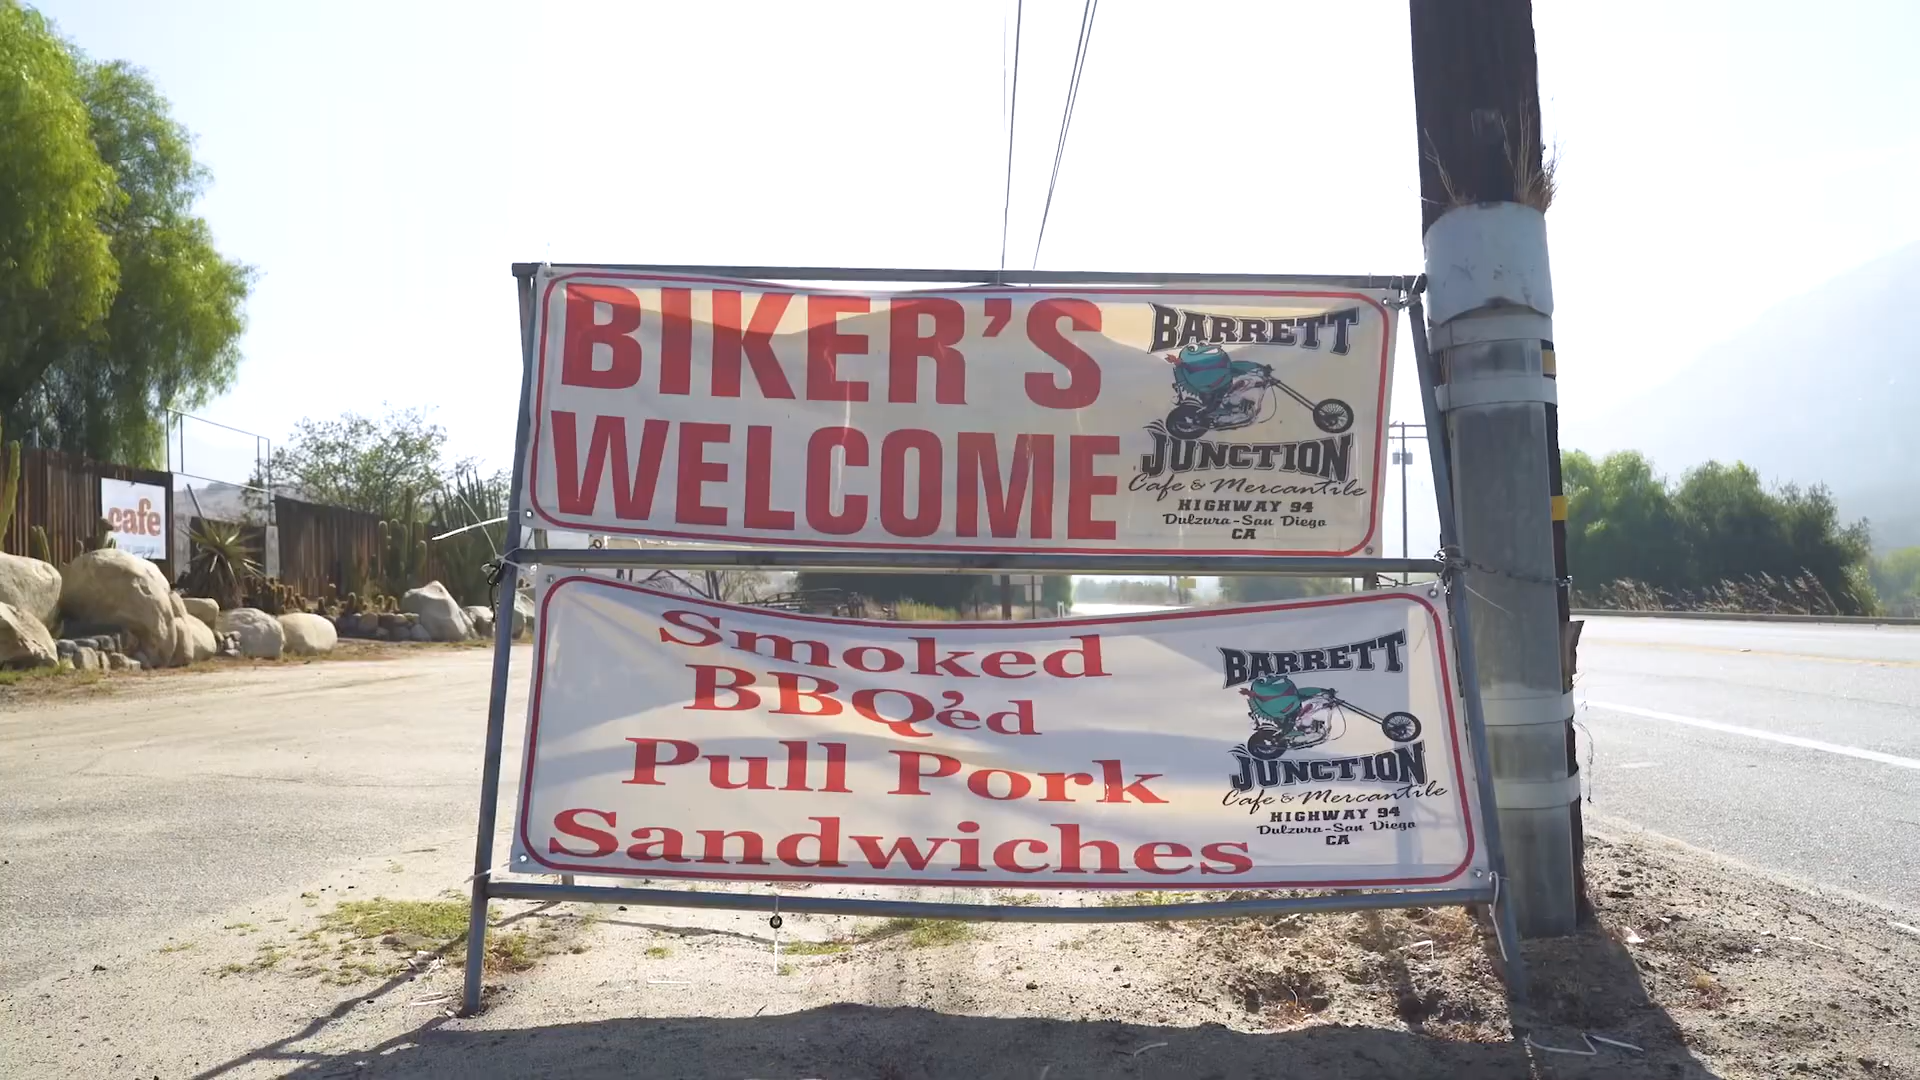 BIKER'S
WELCOME
BARRETT
JUNCTION
Cafe & Mercantile
HIGHWAY 94
Dulzura-San Diego
CA
cafe
Smoked
BBQ'ed
Pull Pork
Sandwiches
BARRETT
JUNCTION
Cafe & Mercantile
HIGHWAY 94
Dulzura-San Diego
CA